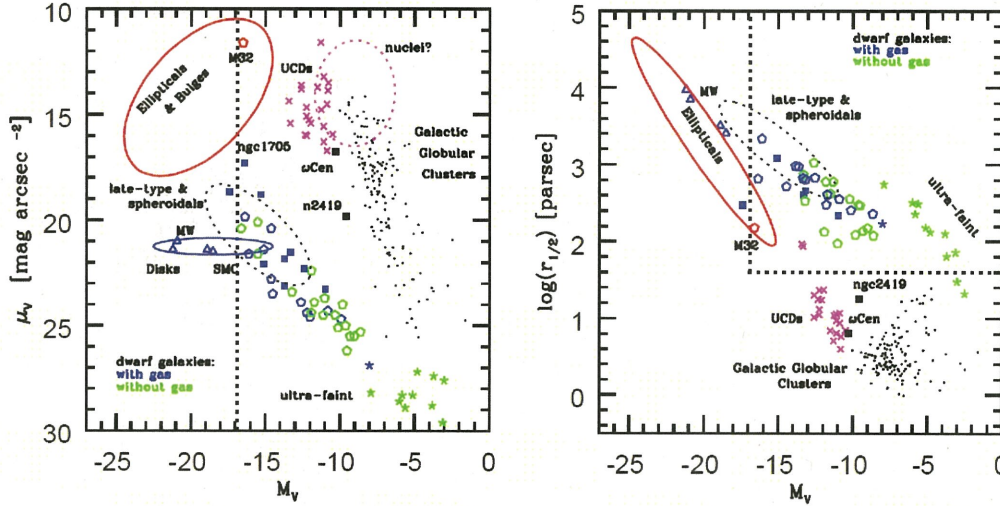 10
15
20
25
30
μV [mag arcsec −2]
Ellipticals
& Bulges
M32
UCDs
nuclei?
ngc1705
ωCen
Galactic
Globular
Clusters
late-type &
spheroidals
n2419
MW
Disks
SMC
dwarf galaxies:
with gas
without gas
ultra-faint
-25 -20 -15 -10 -5 0
MV
5
4
3
2
1
0
log(r1/2) [parsec]
dwarf galaxies:
with gas
without gas
MW
Ellipticals
late-type &
spheroidals
ultra-faint
M32
ngc2419
UCDs
ωCen
Galactic Globular
Clusters
-25 -20 -15 -10 -5 0
MV